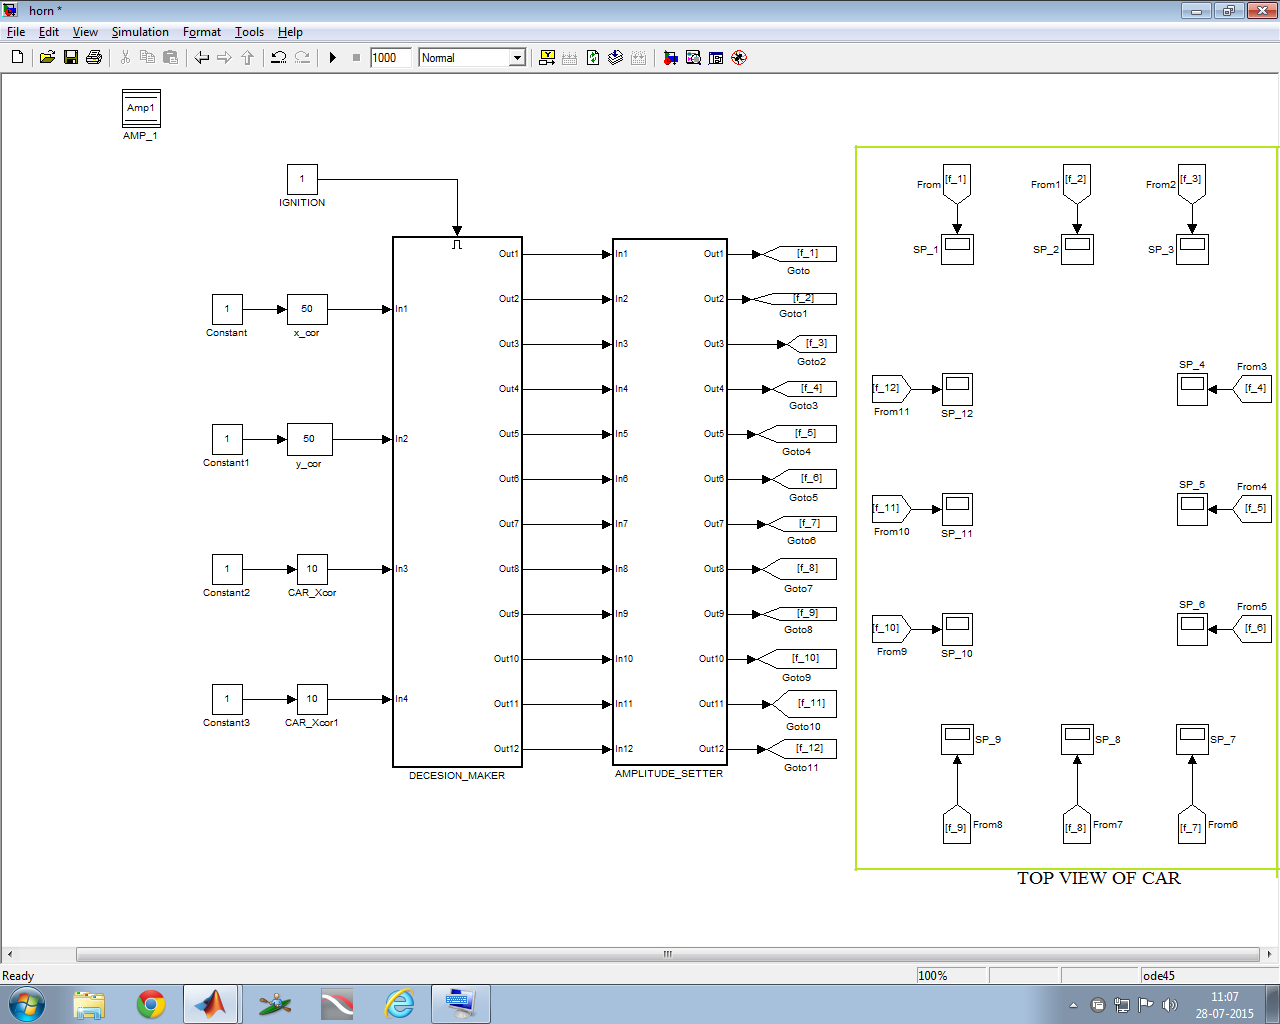 horn *
File Edit View Simulation Format Tools Help
1000 Normal
Amp1
AMP_1
1
IGNITION
1
Constant
50
x_cor
1
Constant1
50
y_cor
1
Constant2
10
CAR_Xcor
1
Constant3
10
CAR_Xcor1
In1
In2
In3
In4
Out1
Out2
Out3
Out4
Out5
Out6
Out7
Out8
Out9
Out10
Out11
Out12
DECESION_MAKER
In1
In2
In3
In4
In5
In6
In7
In8
In9
In10
In11
In12
Out1
Out2
Out3
Out4
Out5
Out6
Out7
Out8
Out9
Out10
Out11
Out12
AMPLITUDE_SETTER
[f_1]
Goto
[f_2]
Goto1
[f_3]
Goto2
[f_4]
Goto3
[f_5]
Goto4
[f_6]
Goto5
[f_7]
Goto6
[f_8]
Goto7
[f_9]
Goto8
[f_10]
Goto9
[f_11]
Goto10
[f_12]
Goto11
From [f_1]
SP_1
From1 [f_2]
SP_2
From2 [f_3]
SP_3
[f_12]
From11
SP_12
SP_4
From3
[f_4]
[f_11]
From10
SP_11
SP_5
From4
[f_5]
[f_10]
From9
SP_10
SP_6
From5
[f_6]
SP_9
[f_9] From8
SP_8
[f_8] From7
SP_7
[f_7] From6
TOP VIEW OF CAR
Ready 100% ode45
11:07
28-07-2015